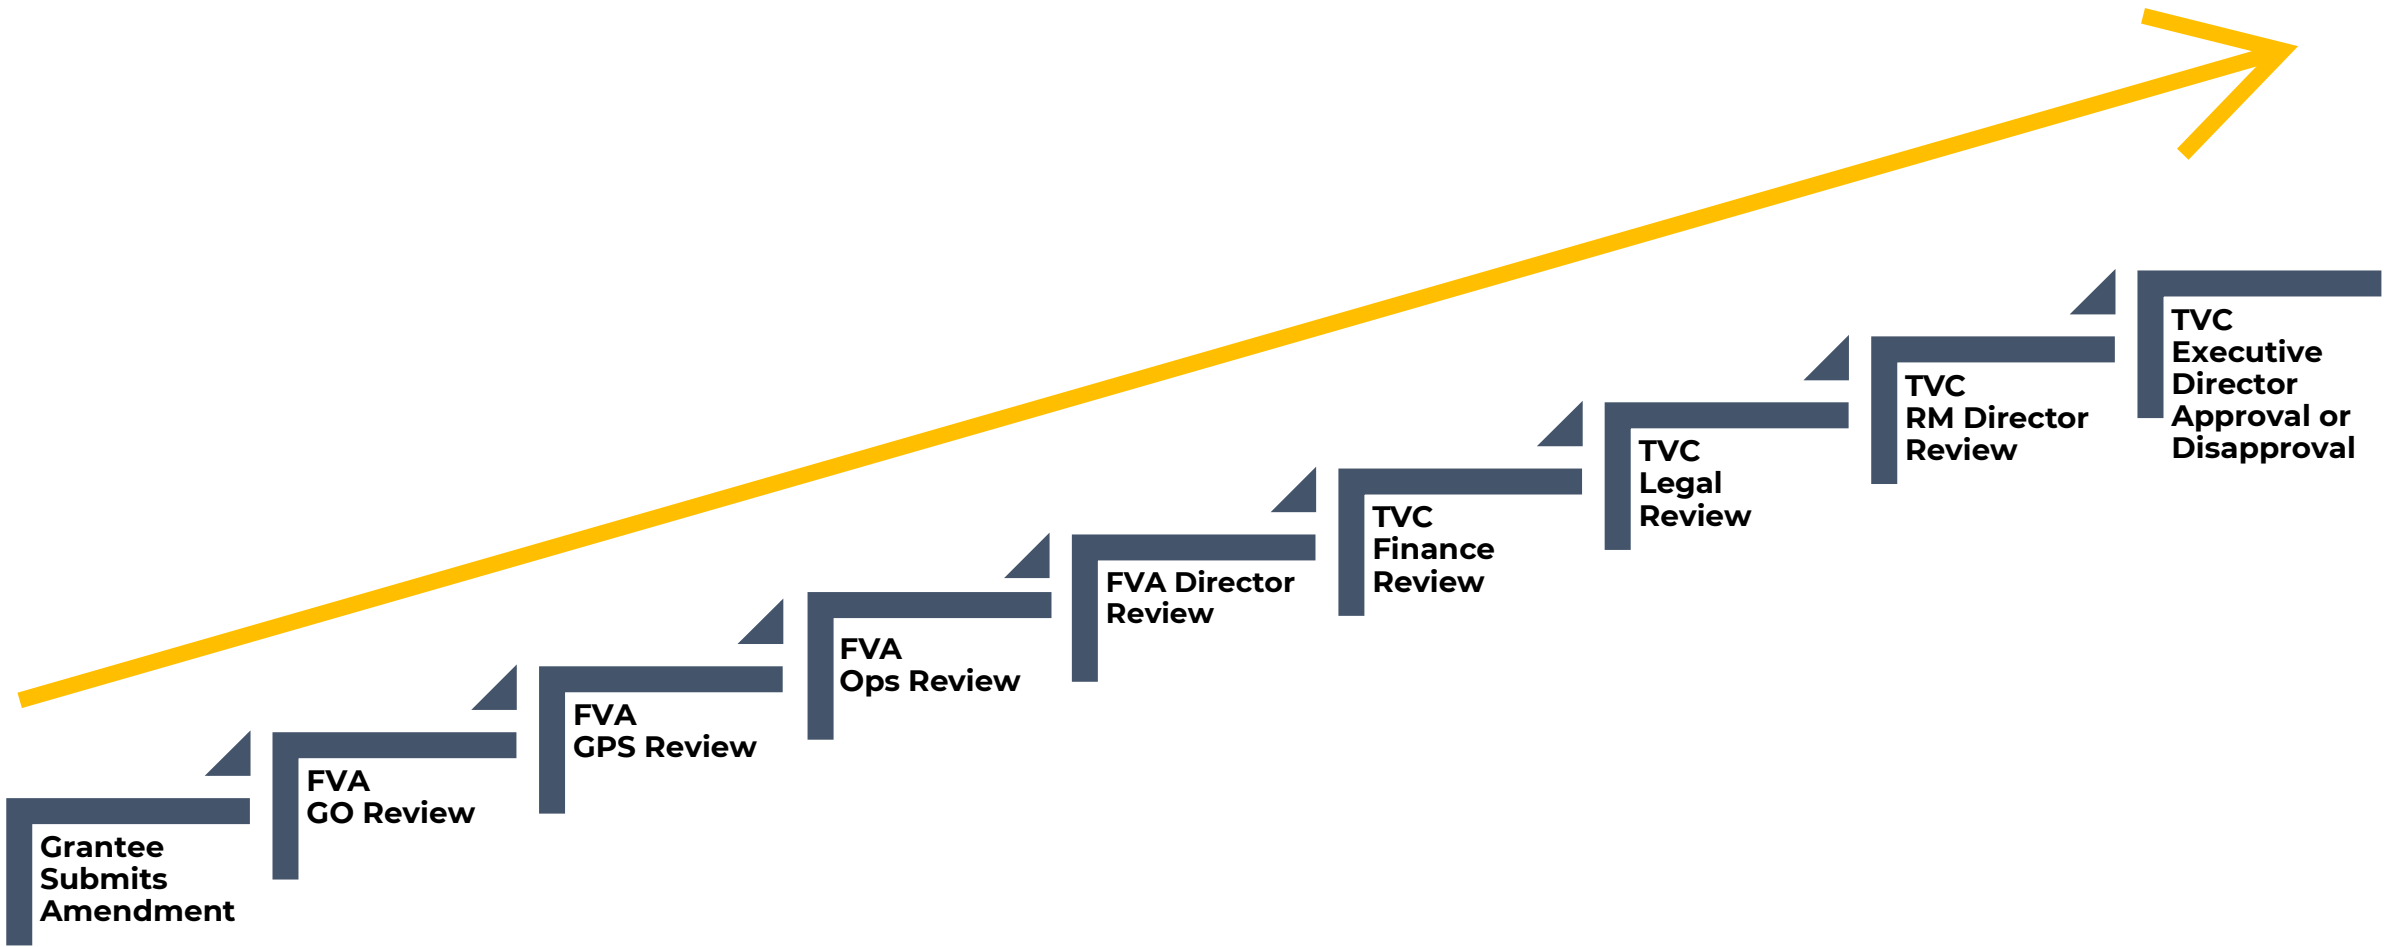 Grantee
Submits
Amendment
FVA
GO Review
FVA
GPS Review
FVA
Ops Review
FVA Director
Review
TVC
Finance
Review
TVC
Legal
Review
TVC
RM Director
Review
TVC
Executive
Director
Approval or
Disapproval